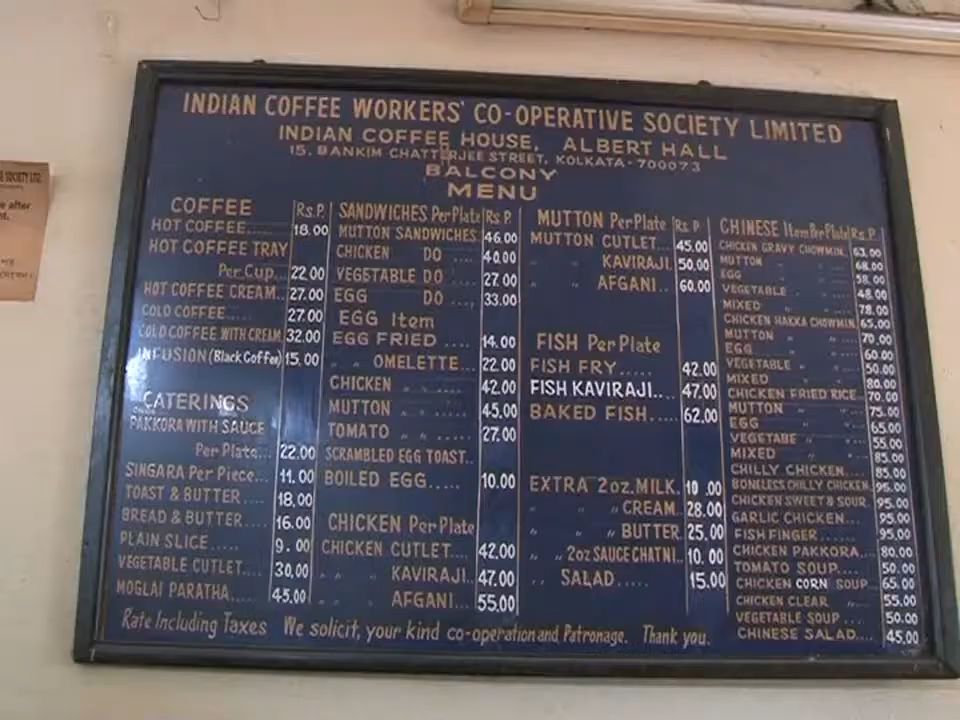 INDIAN COFFEE WORKERS' CO-OPERATIVE SOCIETY LIMITED
INDIAN COFFEE HOUSE, ALBERT HALL
15, BANKIM CHATTERJEE STREET, KOLKATA-700073
BALCONY
MENU
COFFEE Rs.P.
HOT COFFEE...... 18.00
HOT COFFEE TRAY
Per Cup... 22.00
HOT COFFEE CREAM.. 27.00
COLD COFFEE...... 27.00
COLD COFFEE WITH CREAM. 32.00
INFUSION (Black Coffee) 15.00
CATERINGS
ONION
PAKKORA WITH SAUCE
Per Plate... 22.00
SINGARA Per Piece... 11.00
TOAST & BUTTER.... 18.00
BREAD & BUTTER.... 16.00
PLAIN SLICE..... 9.00
VEGETABLE CUTLET.... 30.00
MOGLAI PARATHA..... 45.00
SANDWICHES Per Plate Rs.P.
MUTTON SANDWICHES. 46.00
CHICKEN DO .... 40.00
VEGETABLE DO .... 27.00
EGG DO .... 33.00
EGG Item
EGG FRIED .... 14.00
" " OMELETTE... 22.00
CHICKEN " " .... 42.00
MUTTON " " ..... 45.00
TOMATO " " ..... 27.00
SCRAMBLED EGG TOAST..
BOILED EGG..... 10.00
CHICKEN Per Plate
CHICKEN CUTLET.... 42.00
" " KAVIRAJI.. 47.00
" " AFGANI... 55.00
MUTTON Per Plate Rs.P
MUTTON CUTLET.... 45.00
" " KAVIRAJI. 50.00
" " AFGANI.. 60.00
FISH Per Plate
FISH FRY..... 42.00
FISH KAVIRAJI.... 47.00
BAKED FISH..... 62.00
EXTRA 2oz. MILK. 10.00
" " " CREAM.. 28.00
" " " BUTTER. 25.00
" " 2oz SAUCE CHATNI.. 10.00
" " SALAD..... 15.00
CHINESE Item Per Plate Rs.P.
CHICKEN GRAVY CHOWMIN.. 63.00
MUTTON " " .... 68.00
EGG " " .... 58.00
VEGETABLE " " .... 48.00
MIXED " " .... 78.00
CHICKEN HAKKA CHOWMIN. 65.00
MUTTON " " 70.00
EGG " " 60.00
VEGETABLE " " 50.00
MIXED " " 80.00
CHICKEN FRIED RICE.. 70.00
MUTTON " " 75.00
EGG " " 65.00
VEGETABE " " 55.00
MIXED " " 85.00
CHILLY CHICKEN.... 85.00
BONELESS CHILLY CHICKEN. 95.00
CHICKEN SWEET & SOUR. 95.00
GARLIC CHICKEN... 95.00
FISH FINGER...... 95.00
CHICKEN PAKKORA... 80.00
TOMATO SOUP.... 50.00
CHICKEN CORN SOUP.. 65.00
CHICKEN CLEAR " .. 55.00
VEGETABLE SOUP... 50.00
CHINESE SALAD.... 45.00
Rate Including Taxes We solicit, your kind co-operation and Patronage. Thank you.
SOCIETY LTD.
after